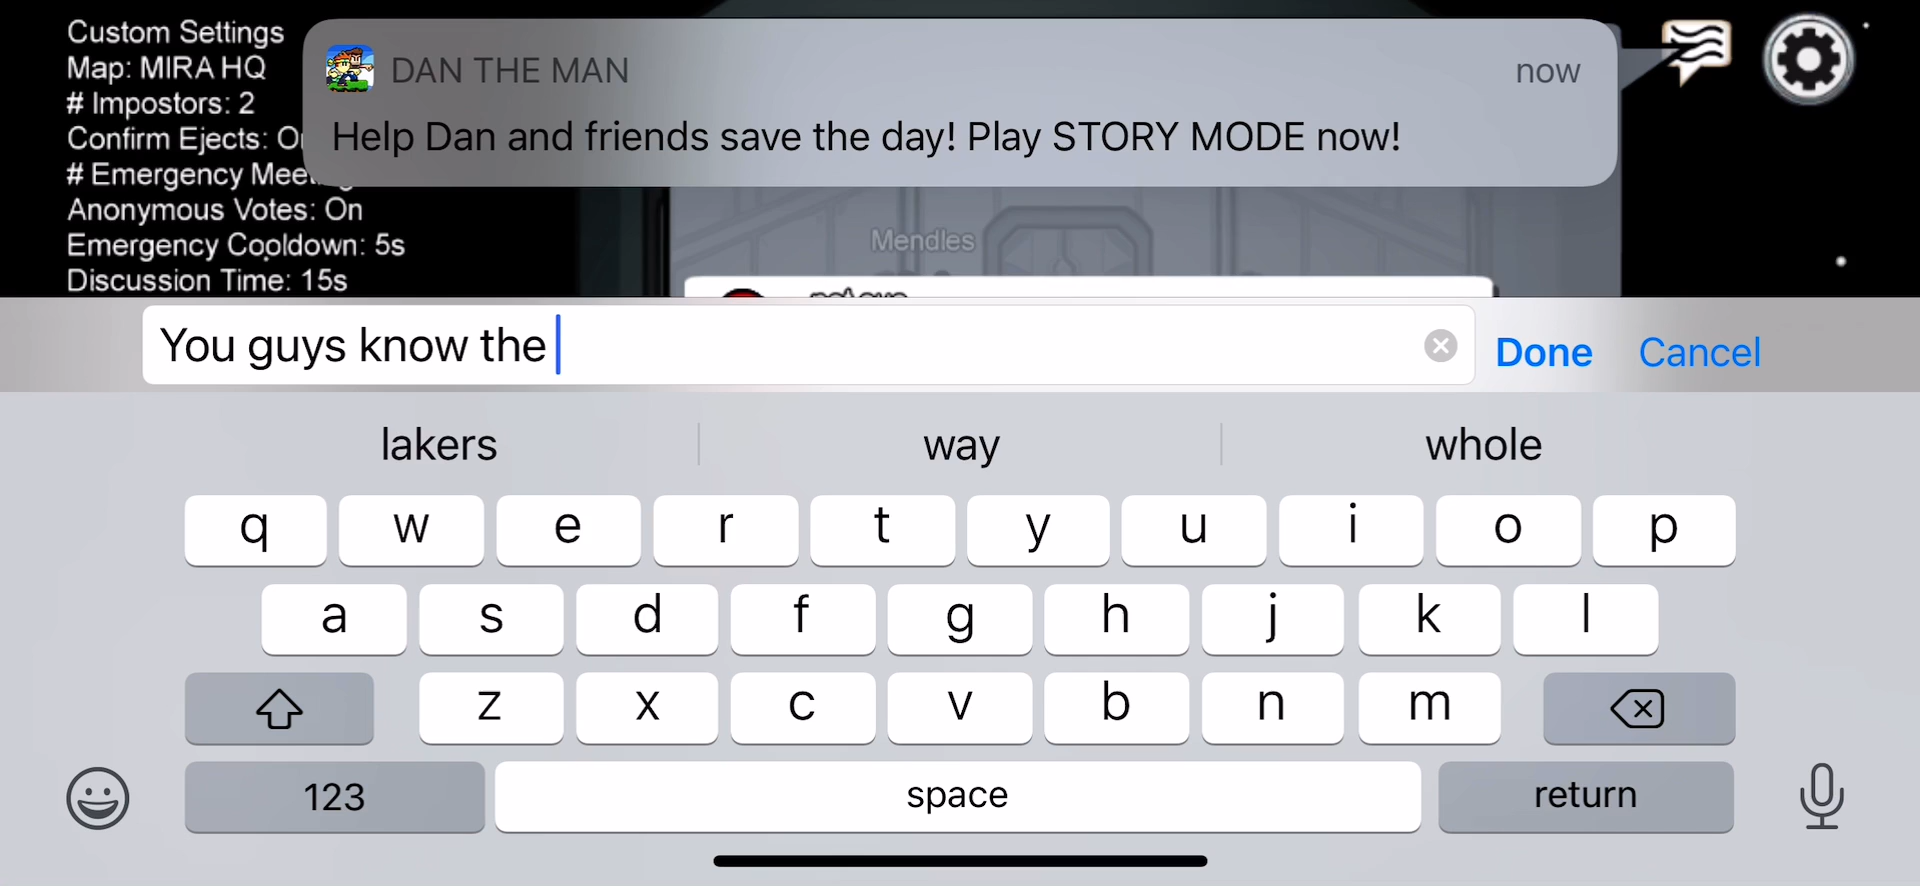 Custom Settings
Map: MIRA HQ
# Impostors: 2
Confirm Ejects:
# Emergency
Anonymous Votes: On
Emergency Cooldown: 5s
Discussion Time: 15s
DAN THE MAN
now
Help Dan and friends save the day! Play STORY MODE now!
Mendles
You guys know the
Done
Cancel
lakers
way
whole
q w e r t y u i o p
a s d f g h j k l
z x c v b n m
123
space
return